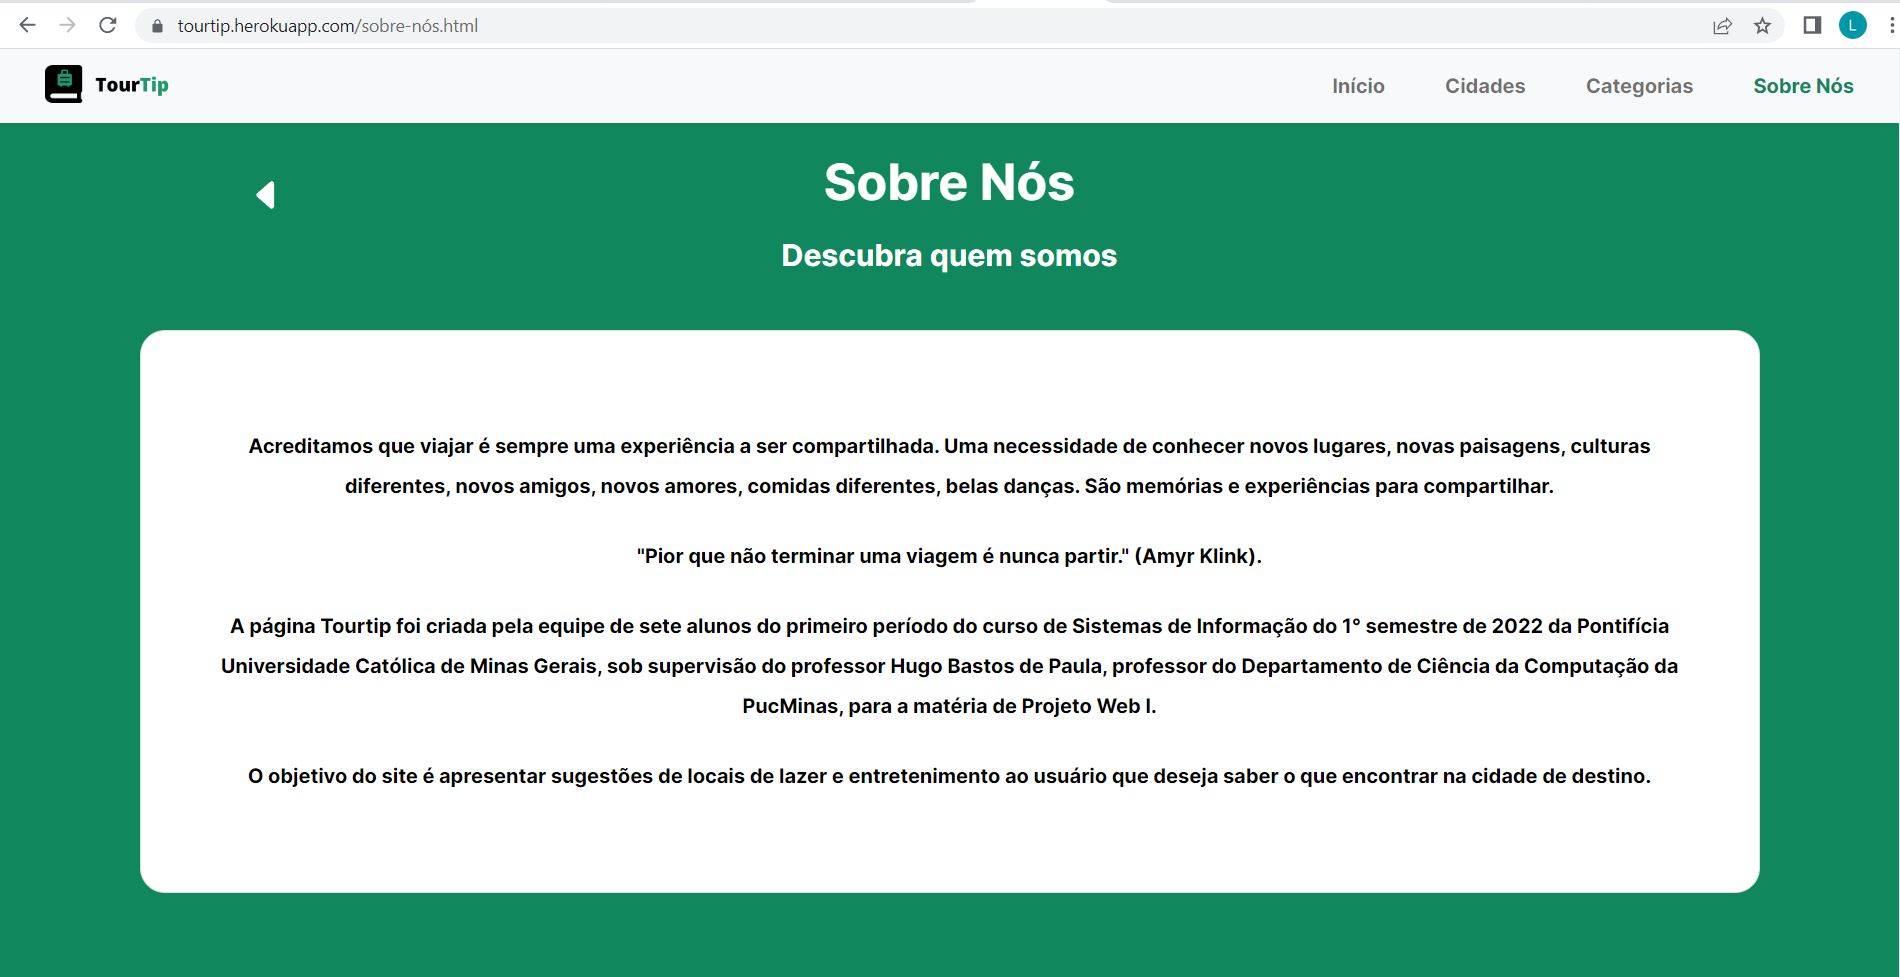 tourtip.herokuapp.com/sobre-nós.html
L
TourTip
Início
Cidades
Categorias
Sobre Nós
Sobre Nós
Descubra quem somos
Acreditamos que viajar é sempre uma experiência a ser compartilhada. Uma necessidade de conhecer novos lugares, novas paisagens, culturas
diferentes, novos amigos, novos amores, comidas diferentes, belas danças. São memórias e experiências para compartilhar.
"Pior que não terminar uma viagem é nunca partir." (Amyr Klink).
A página Tourtip foi criada pela equipe de sete alunos do primeiro período do curso de Sistemas de Informação do 1° semestre de 2022 da Pontifícia
Universidade Católica de Minas Gerais, sob supervisão do professor Hugo Bastos de Paula, professor do Departamento de Ciência da Computação da
PucMinas, para a matéria de Projeto Web I.
O objetivo do site é apresentar sugestões de locais de lazer e entretenimento ao usuário que deseja saber o que encontrar na cidade de destino.